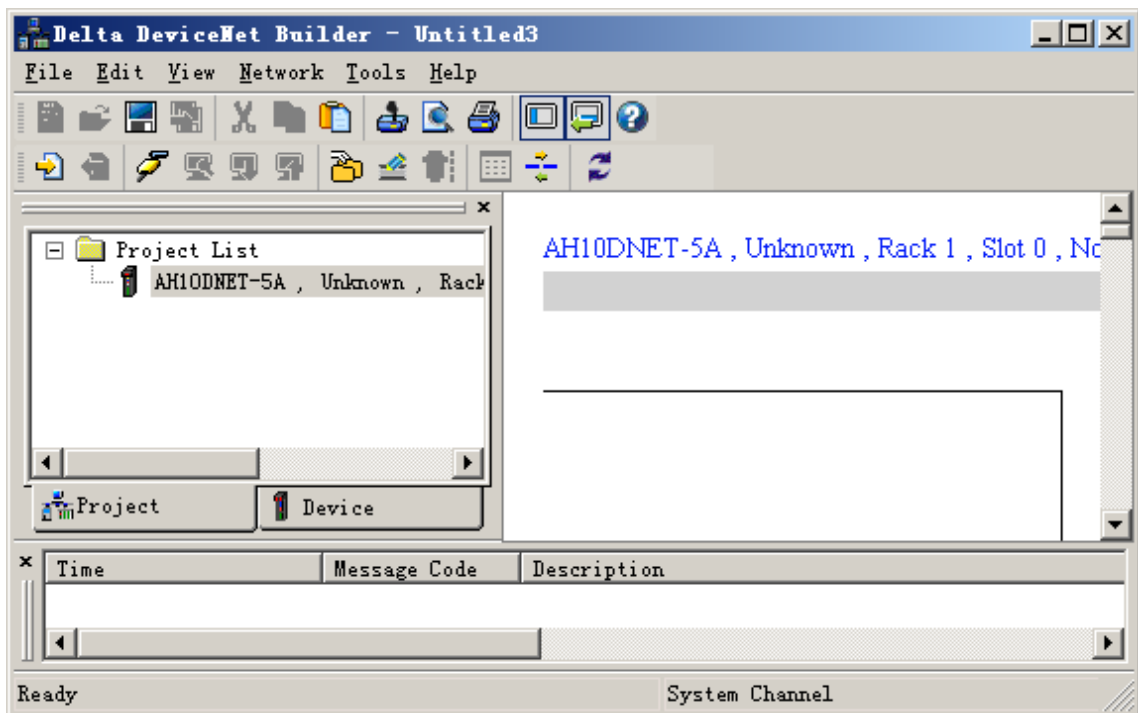 Delta DeviceNet Builder - Untitled3
File Edit View Network Tools Help
Project List
AH10DNET-5A , Unknown , Rack
AH10DNET-5A , Unknown , Rack 1 , Slot 0 , No
Project Device
Time Message Code Description
Ready System Channel